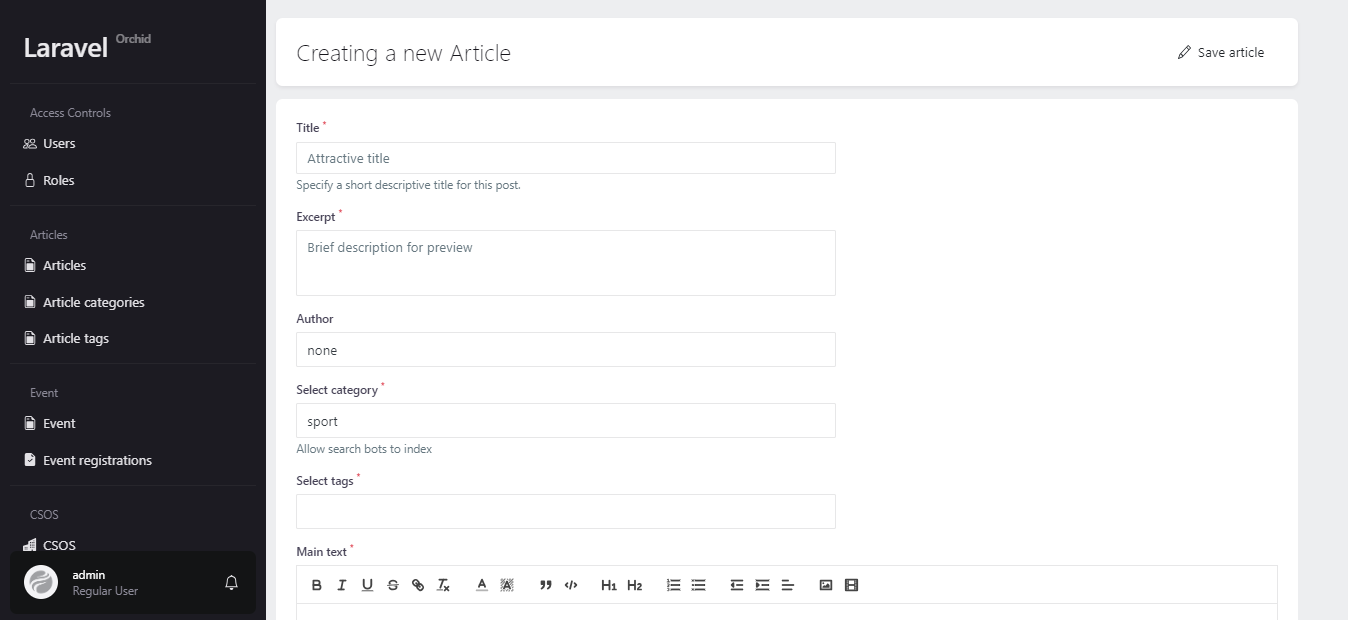 Laravel Orchid
Access Controls
Users
Roles
Articles
Articles
Article categories
Article tags
Event
Event
Event registrations
CSOS
CSOS
admin
Regular User
Creating a new Article
Save article
Title *
Attractive title
Specify a short descriptive title for this post.
Excerpt *
Brief description for preview
Author
none
Select category *
sport
Allow search bots to index
Select tags *
Main text *
B I U S Tx A A ” </> H1 H2